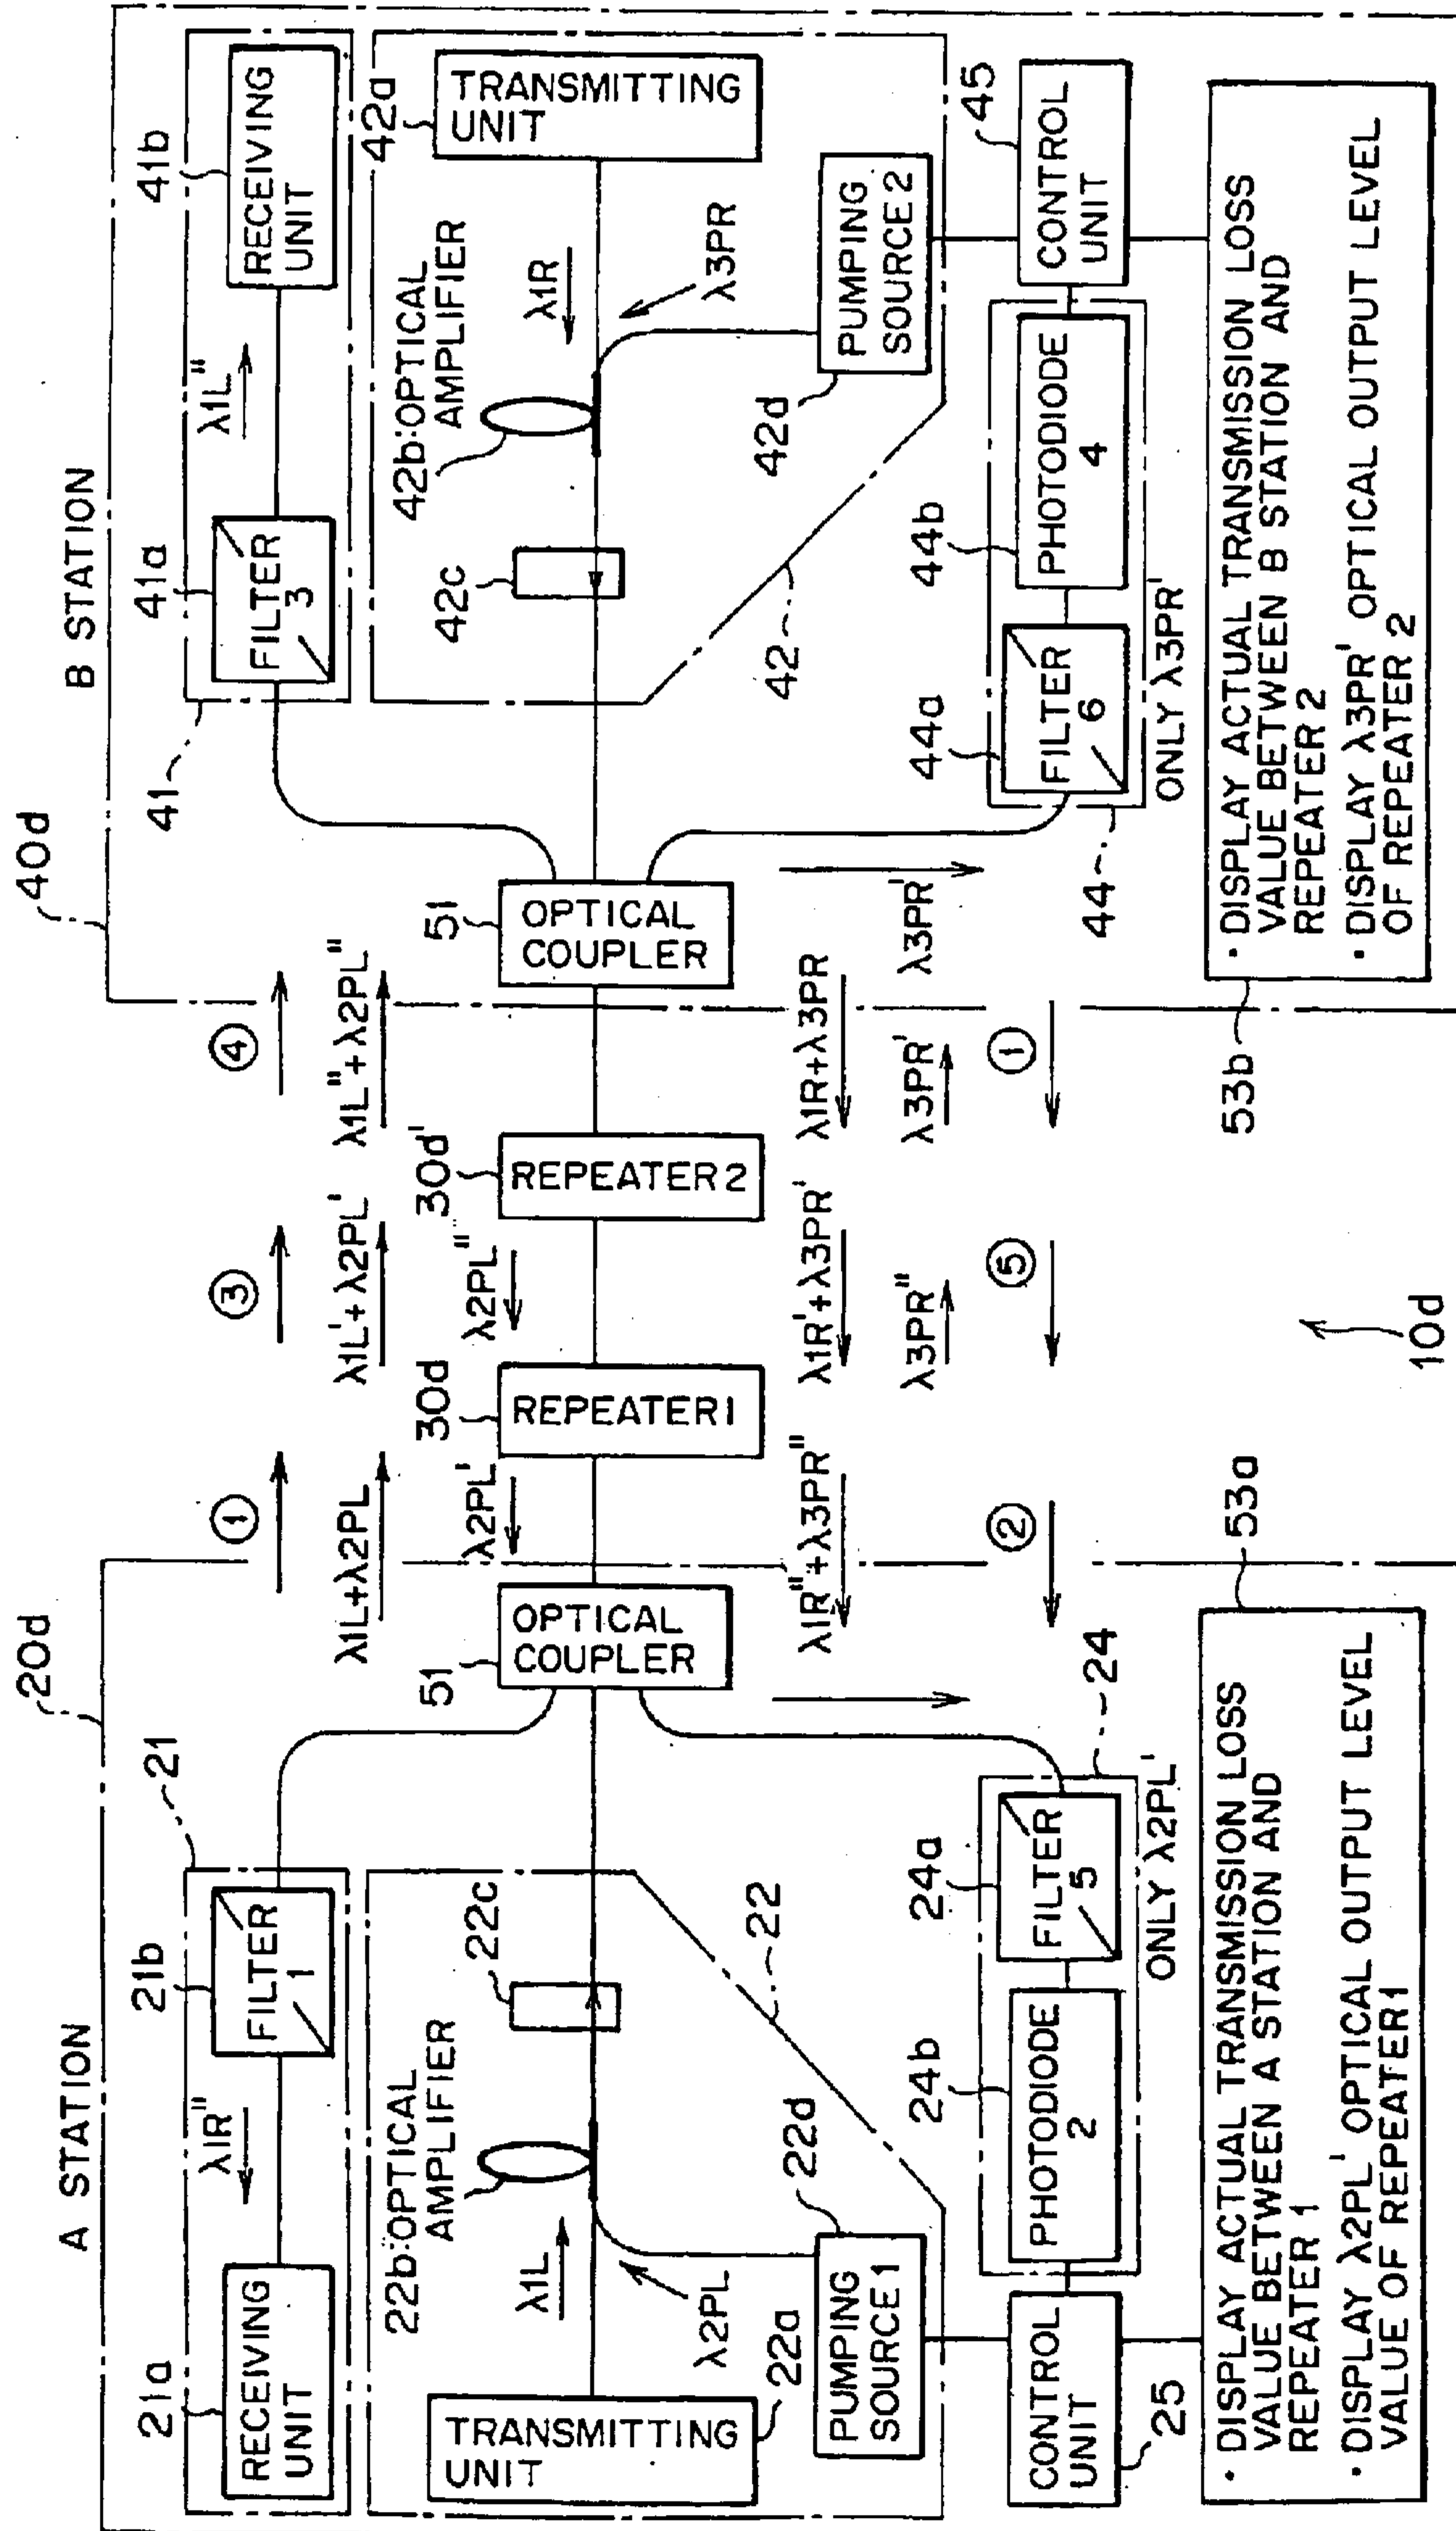 A STATION
20d
21
21a
RECEIVING
UNIT
λ1R"
21b
FILTER
1
TRANSMITTING
UNIT
22a
λ1L
22b:OPTICAL
AMPLIFIER
22c
22
λ2PL
22d
PUMPING
SOURCE 1
51
OPTICAL
COUPLER
CONTROL
UNIT
25
24b
PHOTODIODE
2
24a
FILTER
5
24
ONLY λ2PL'
53a
· DISPLAY ACTUAL TRANSMISSION LOSS
VALUE BETWEEN A STATION AND
REPEATER 1
· DISPLAY λ2PL' OPTICAL OUTPUT LEVEL
VALUE OF REPEATER1
①
③
④
λ1L+λ2PL
λ1L'+λ2PL'
λ1L"+λ2PL"
30d
REPEATER1
30d'
REPEATER2
λ2PL'
λ2PL"
λ1R"+λ3PR"
λ1R'+λ3PR'
λ1R+λ3PR
λ3PR"
λ3PR'
λ3PR'
②
⑤
①
10d
B STATION
40d
41
41a
FILTER
3
λ1L"
41b
RECEIVING
UNIT
51
OPTICAL
COUPLER
42c
42b:OPTICAL
AMPLIFIER
λ1R
λ3PR
42a
TRANSMITTING
UNIT
42
42d
PUMPING
SOURCE 2
44
44a
FILTER
6
44b
PHOTODIODE
4
45
CONTROL
UNIT
ONLY λ3PR'
53b
· DISPLAY ACTUAL TRANSMISSION LOSS
VALUE BETWEEN B STATION AND
REPEATER 2
· DISPLAY λ3PR' OPTICAL OUTPUT LEVEL
OF REPEATER 2